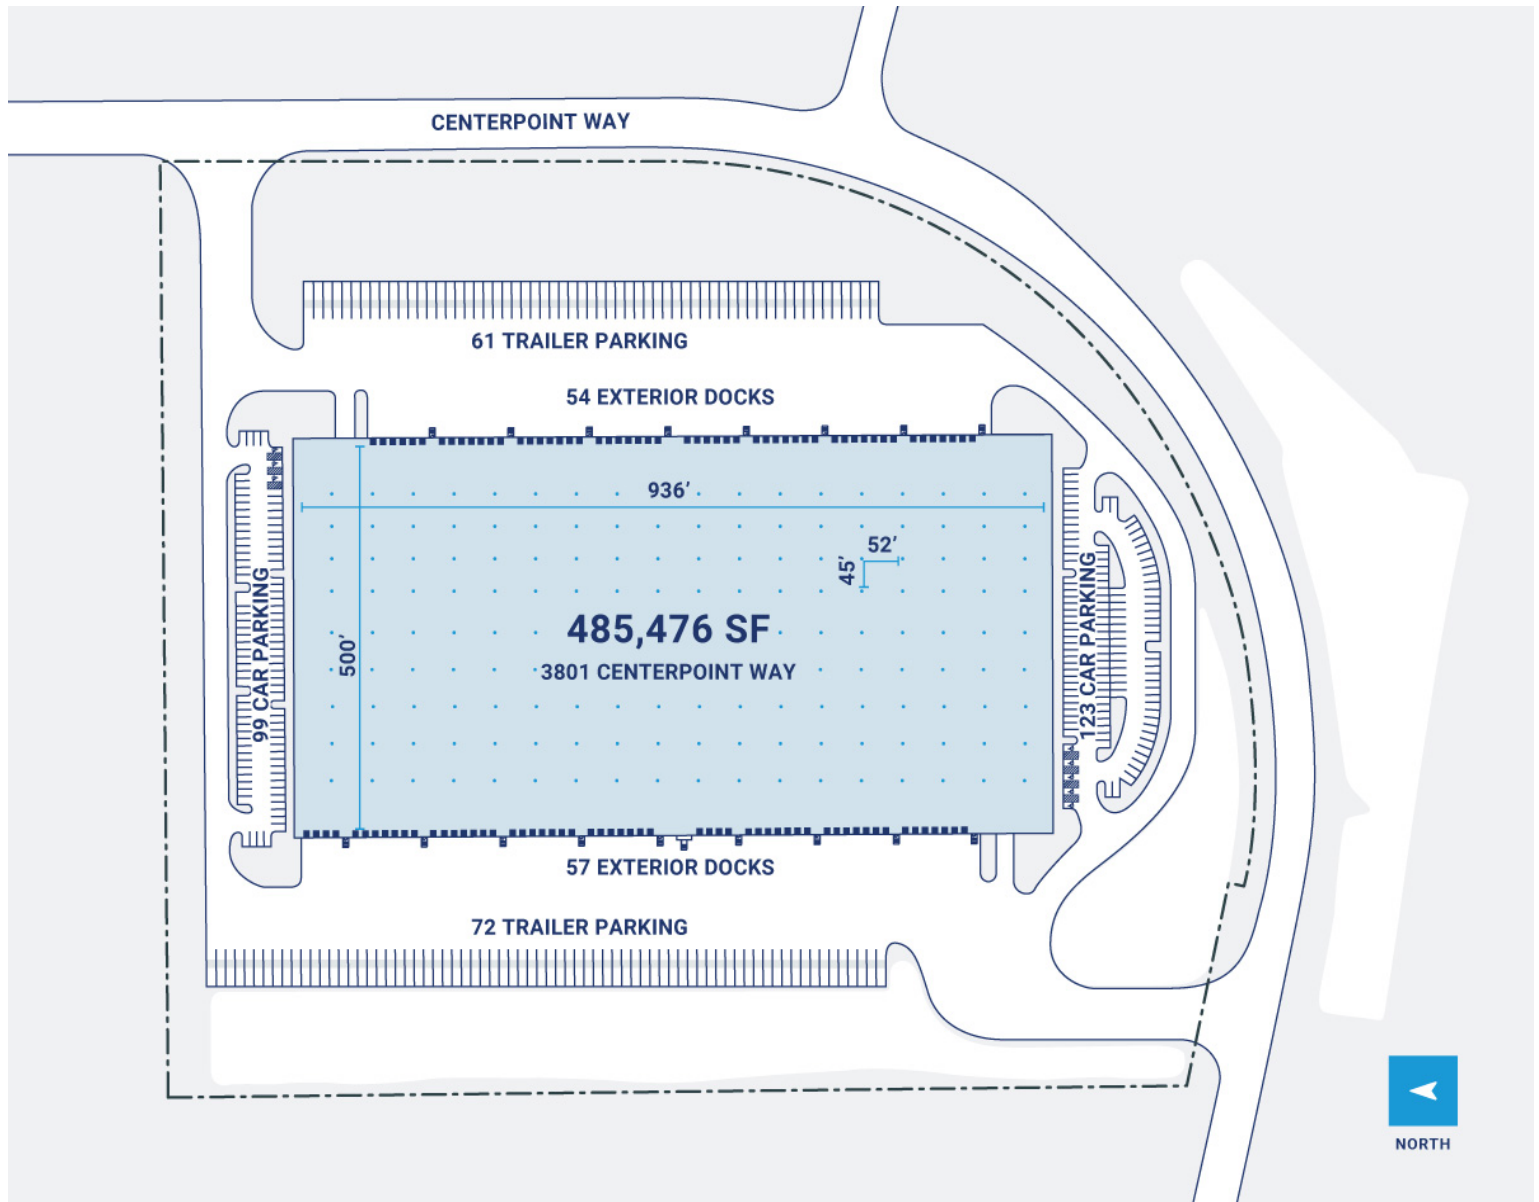 CENTERPOINT WAY
61 TRAILER PARKING
54 EXTERIOR DOCKS
936’
52’
45’
485,476 SF
3801 CENTERPOINT WAY
500’
99 CAR PARKING
123 CAR PARKING
57 EXTERIOR DOCKS
72 TRAILER PARKING
NORTH